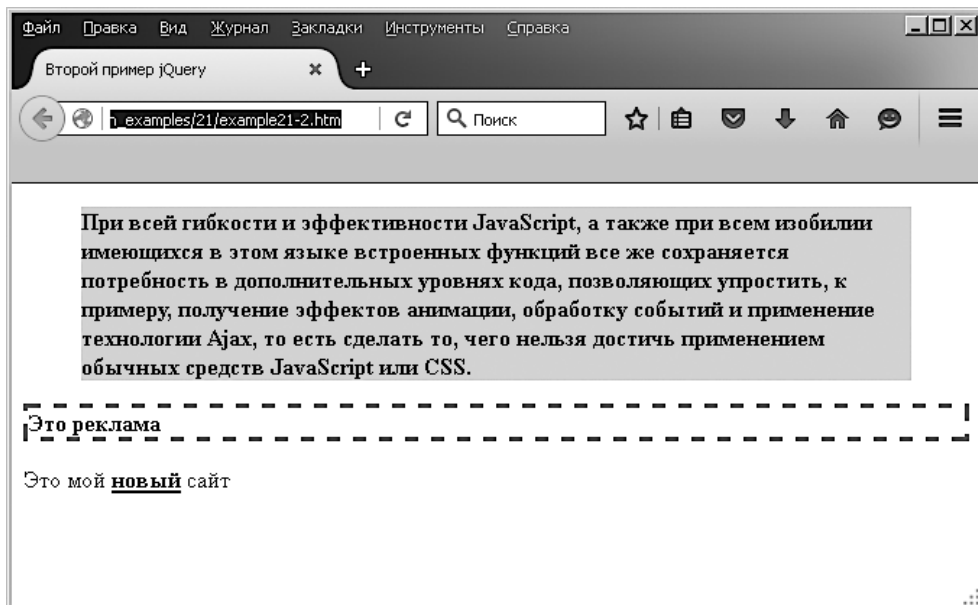 Файл Правка Вид Журнал Закладки Инструменты Справка
Второй пример jQuery
examples/21/example21-2.htm
Поиск
При всей гибкости и эффективности JavaScript, а также при всем изобилии
имеющихся в этом языке встроенных функций все же сохраняется
потребность в дополнительных уровнях кода, позволяющих упростить, к
примеру, получение эффектов анимации, обработку событий и применение
технологии Ajax, то есть сделать то, чего нельзя достичь применением
обычных средств JavaScript или CSS.
Это реклама
Это мой новый сайт